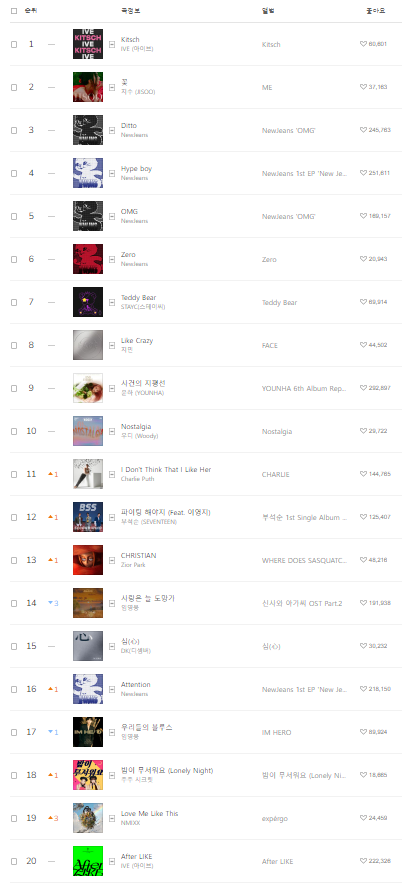 순위 곡정보 앨범 좋아요
1 Kitsch Kitsch 60,601
IVE (아이브)
2 꽃 ME 37,163
지수 (JISOO)
3 Ditto NewJeans 'OMG' 245,763
NewJeans
4 Hype boy NewJeans 1st EP 'New Je.. 251,611
NewJeans
5 OMG NewJeans 'OMG' 169,157
NewJeans
6 Zero Zero 20,943
NewJeans
7 Teddy Bear Teddy Bear 69,914
STAYC(스테이씨)
8 Like Crazy FACE 44,502
지민
9 사건의 지평선 YOUNHA 6th Album Rep.. 292,697
윤하 (YOUNHA)
10 Nostalgia Nostalgia 29,722
우디 (Woody)
11 1 I Don't Think That I Like Her CHARLIE 144,765
Charlie Puth
12 1 파이팅 해야지 (Feat. 이영지) 부석순 1st Single Album .. 125,407
부석순 (SEVENTEEN)
13 1 CHRISTIAN WHERE DOES SASQUATC.. 48,216
Zior Park
14 3 사랑은 늘 도망가 신사와 아가씨 OST Part.2 191,938
임영웅
15 심(心) 심(心) 30,232
DK(디셈버)
16 1 Attention NewJeans 1st EP 'New Je.. 218,150
NewJeans
17 1 우리들의 블루스 IM HERO 89,924
임영웅
18 1 밤이 무서워요 (Lonely Night) 밤이 무서워요 (Lonely Ni.. 18,665
주주 시크릿
19 3 Love Me Like This expérgo 24,459
NMIXX
20 After LIKE After LIKE 222,326
IVE (아이브)